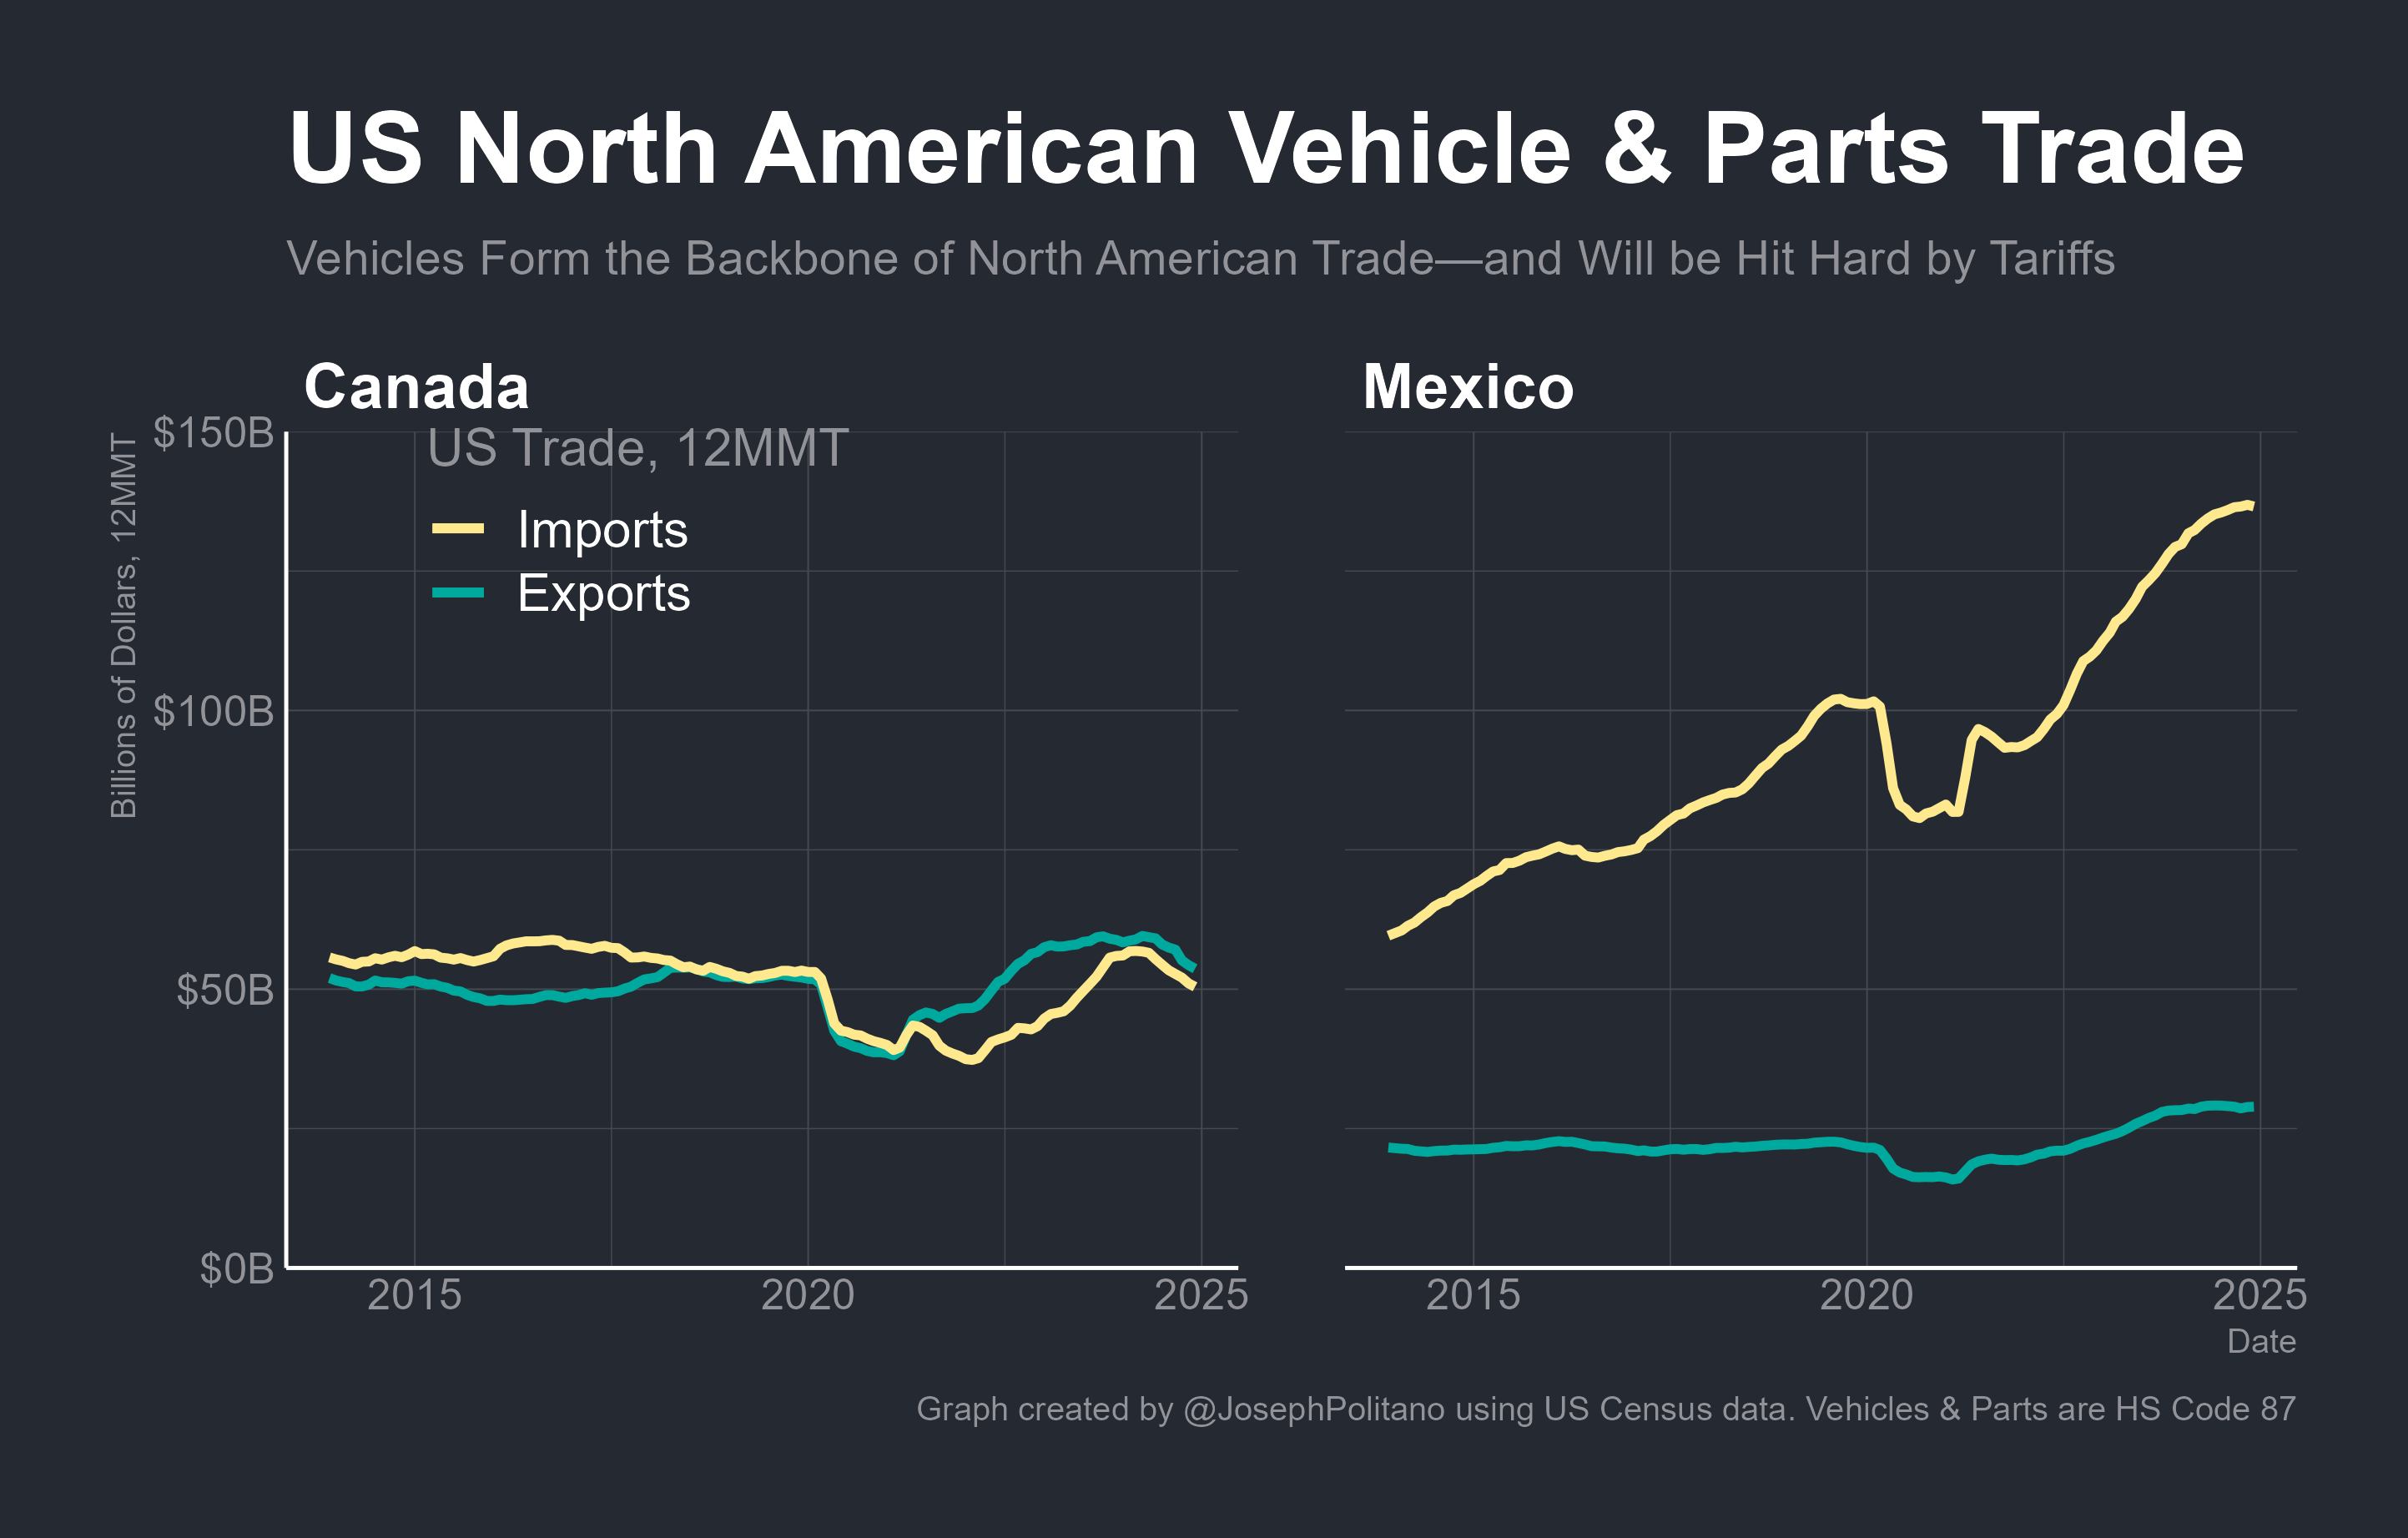 US North American Vehicle & Parts Trade
Vehicles Form the Backbone of North American Trade—and Will be Hit Hard by Tariffs
Canada
Mexico
Billions of Dollars, 12MMT
$150B
$100B
$50B
$0B
US Trade, 12MMT
Imports
Exports
2015 2020 2025
2015 2020 2025
Date
Graph created by @JosephPolitano using US Census data. Vehicles & Parts are HS Code 87